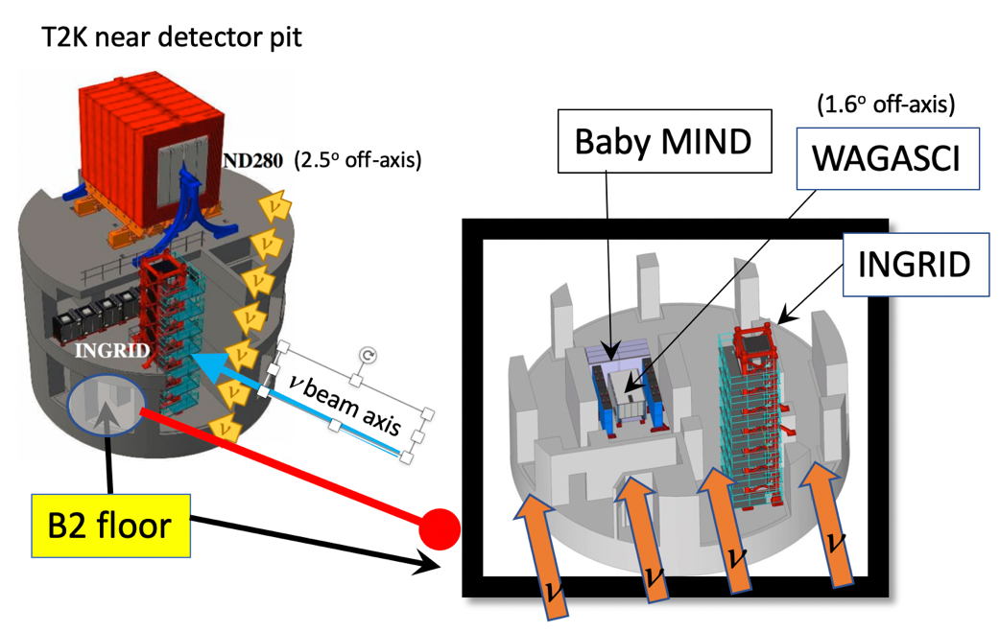 T2K near detector pit
ND280 (2.5° off-axis)
ν
ν
ν
ν
ν
ν
ν
INGRID
ν beam axis
B2 floor
(1.6° off-axis)
Baby MIND
WAGASCI
INGRID
ν
ν
ν
ν